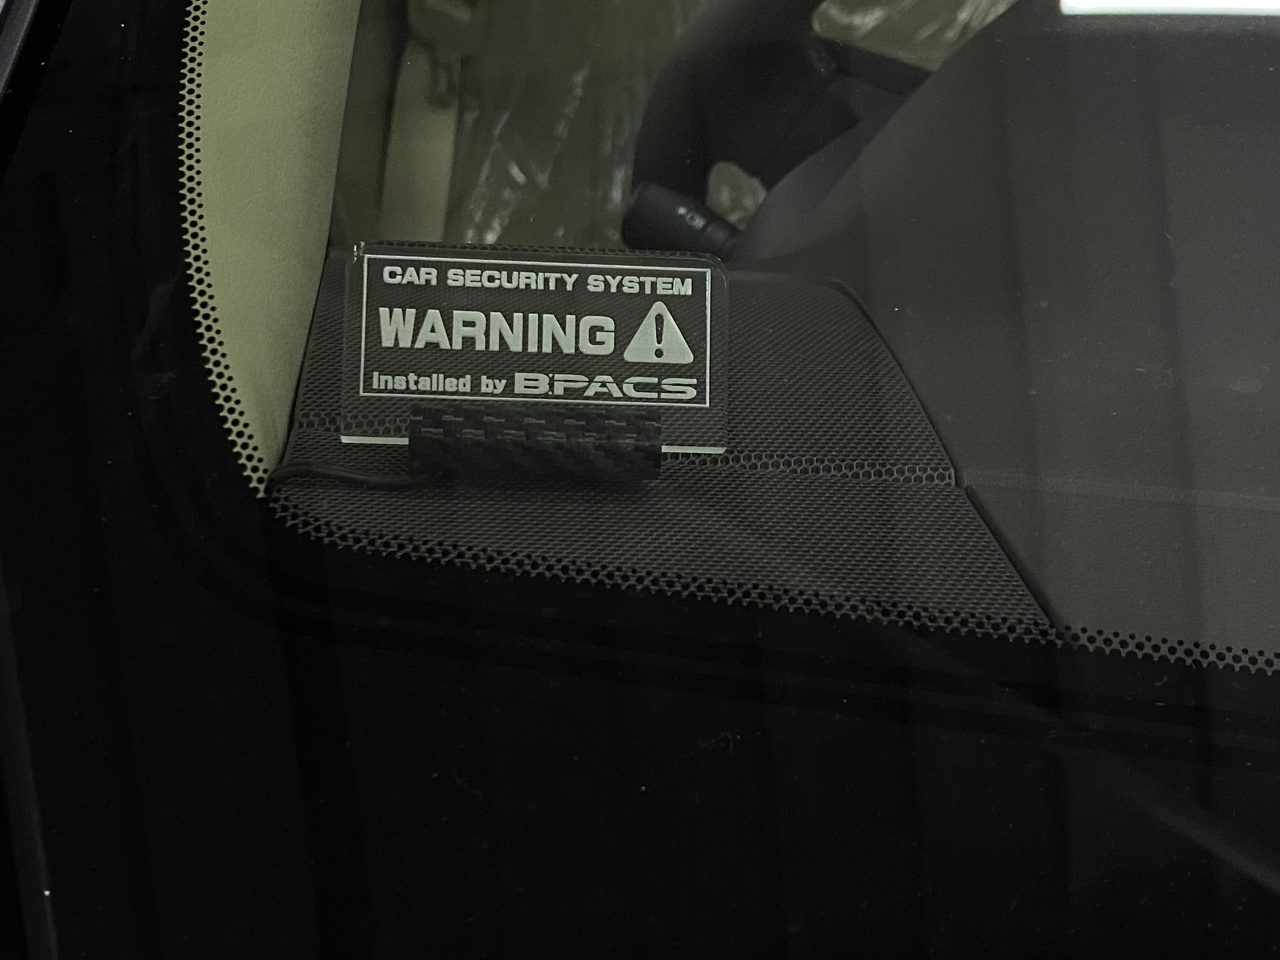 CAR SECURITY SYSTEM
WARNING
Installed by B:PACS